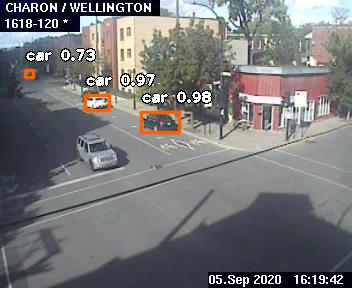 CHARON / WELLINGTON
1618-120 *
car 0.73
car 0.97
car 0.98
05.Sep 2020 16:19:42